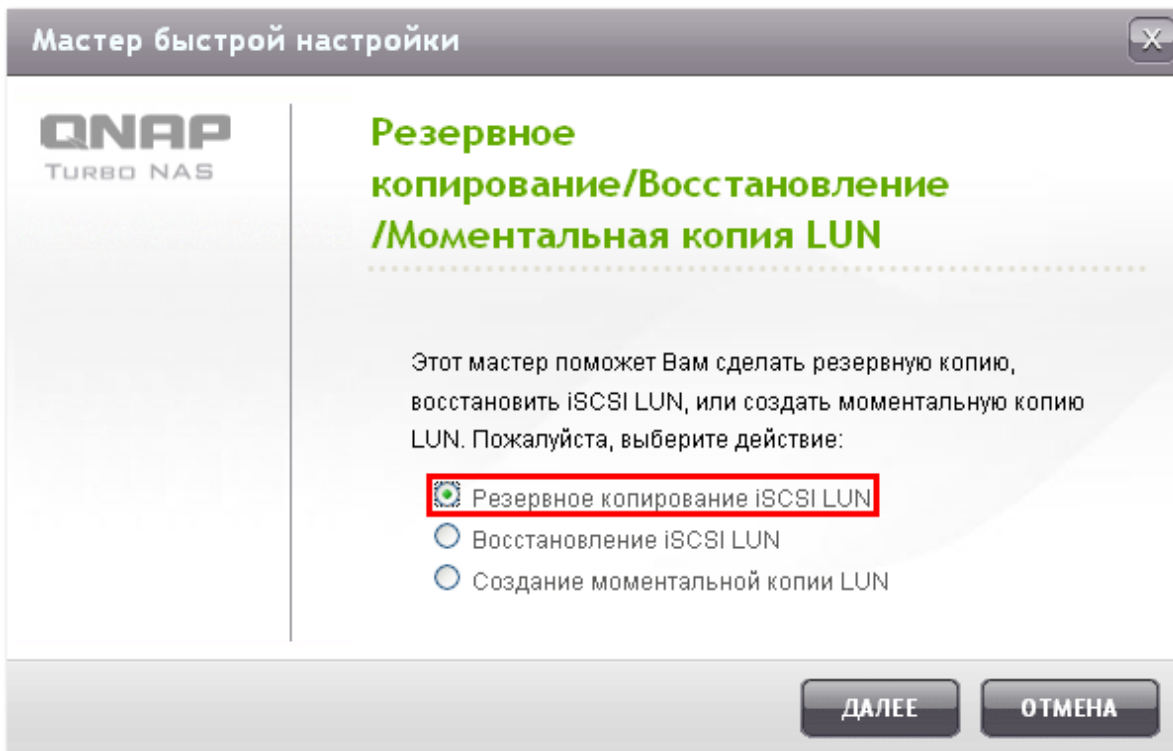 Мастер быстрой настройки
X
QNAP
TURBO NAS
Резервное
копирование/Восстановление
/Моментальная копия LUN
Этот мастер поможет Вам сделать резервную копию,
восстановить iSCSI LUN, или создать моментальную копию
LUN. Пожалуйста, выберите действие:
Резервное копирование iSCSI LUN
Восстановление iSCSI LUN
Создание моментальной копии LUN
ДАЛЕЕ
ОТМЕНА